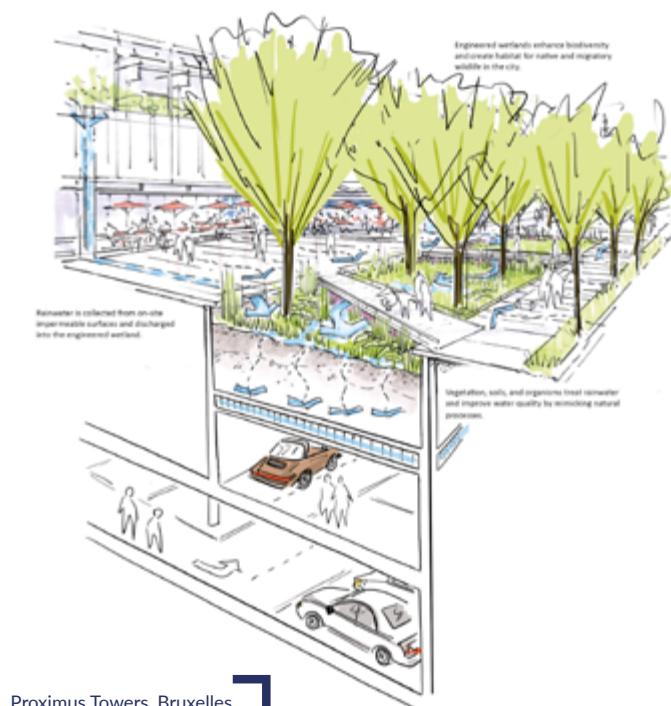 Engineered wetlands enhance biodiversity
and create habitat for native and migratory
wildlife in the city.
Rainwater is collected from on-site
impermeable surfaces and discharged
into the engineered wetland.
Vegetation, soils, and organisms treat rainwater
and improve water quality by mimicking natural
processes.
Proximus Towers, Bruxelles